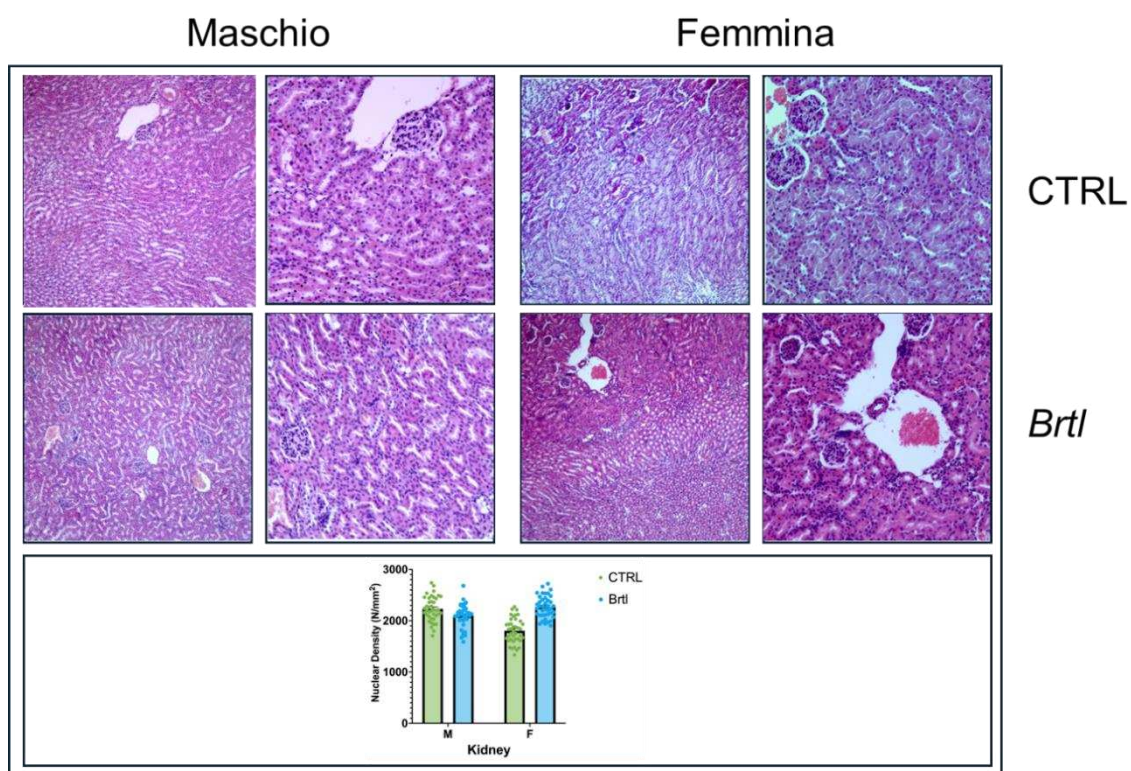 Maschio
Femmina
CTRL
Brtl
Nuclear Density (N/mm²)
3000
2000
1000
0
M
F
Kidney
CTRL
Brtl